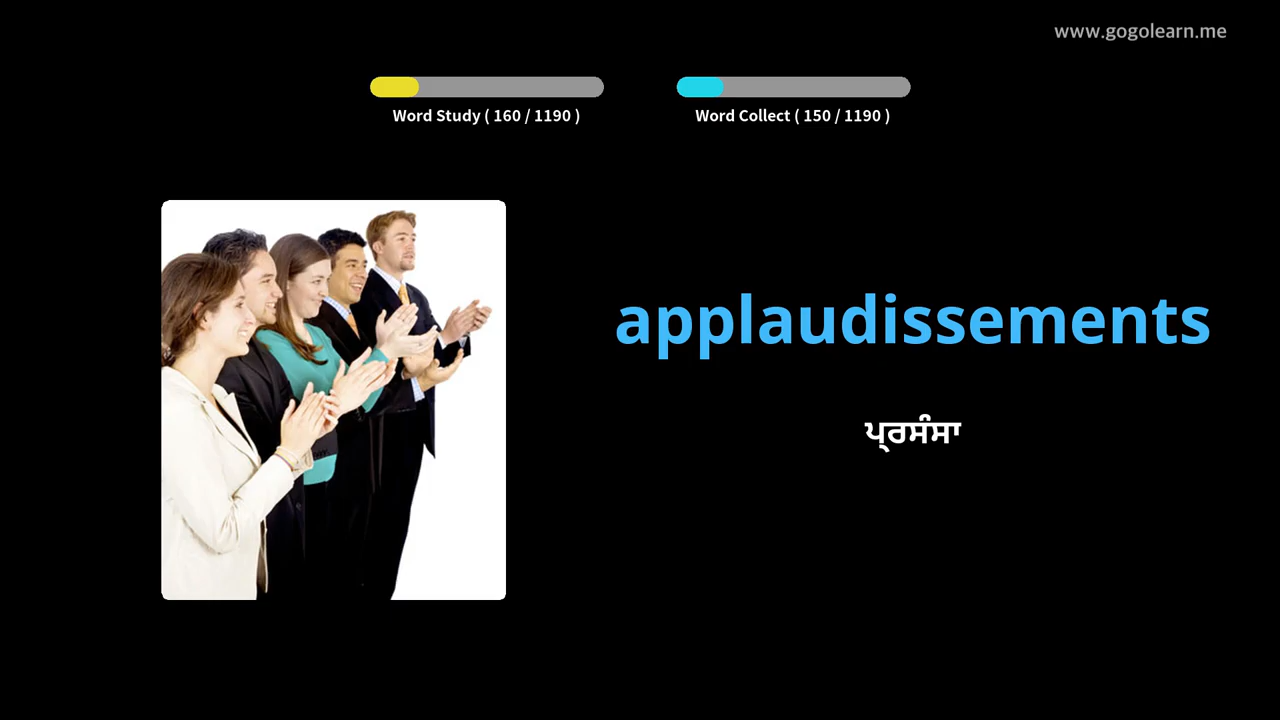 www.gogolearn.me
Word Study ( 160 / 1190 )
Word Collect ( 150 / 1190 )
applaudissements
ਪ੍ਰਸੰਸਾ